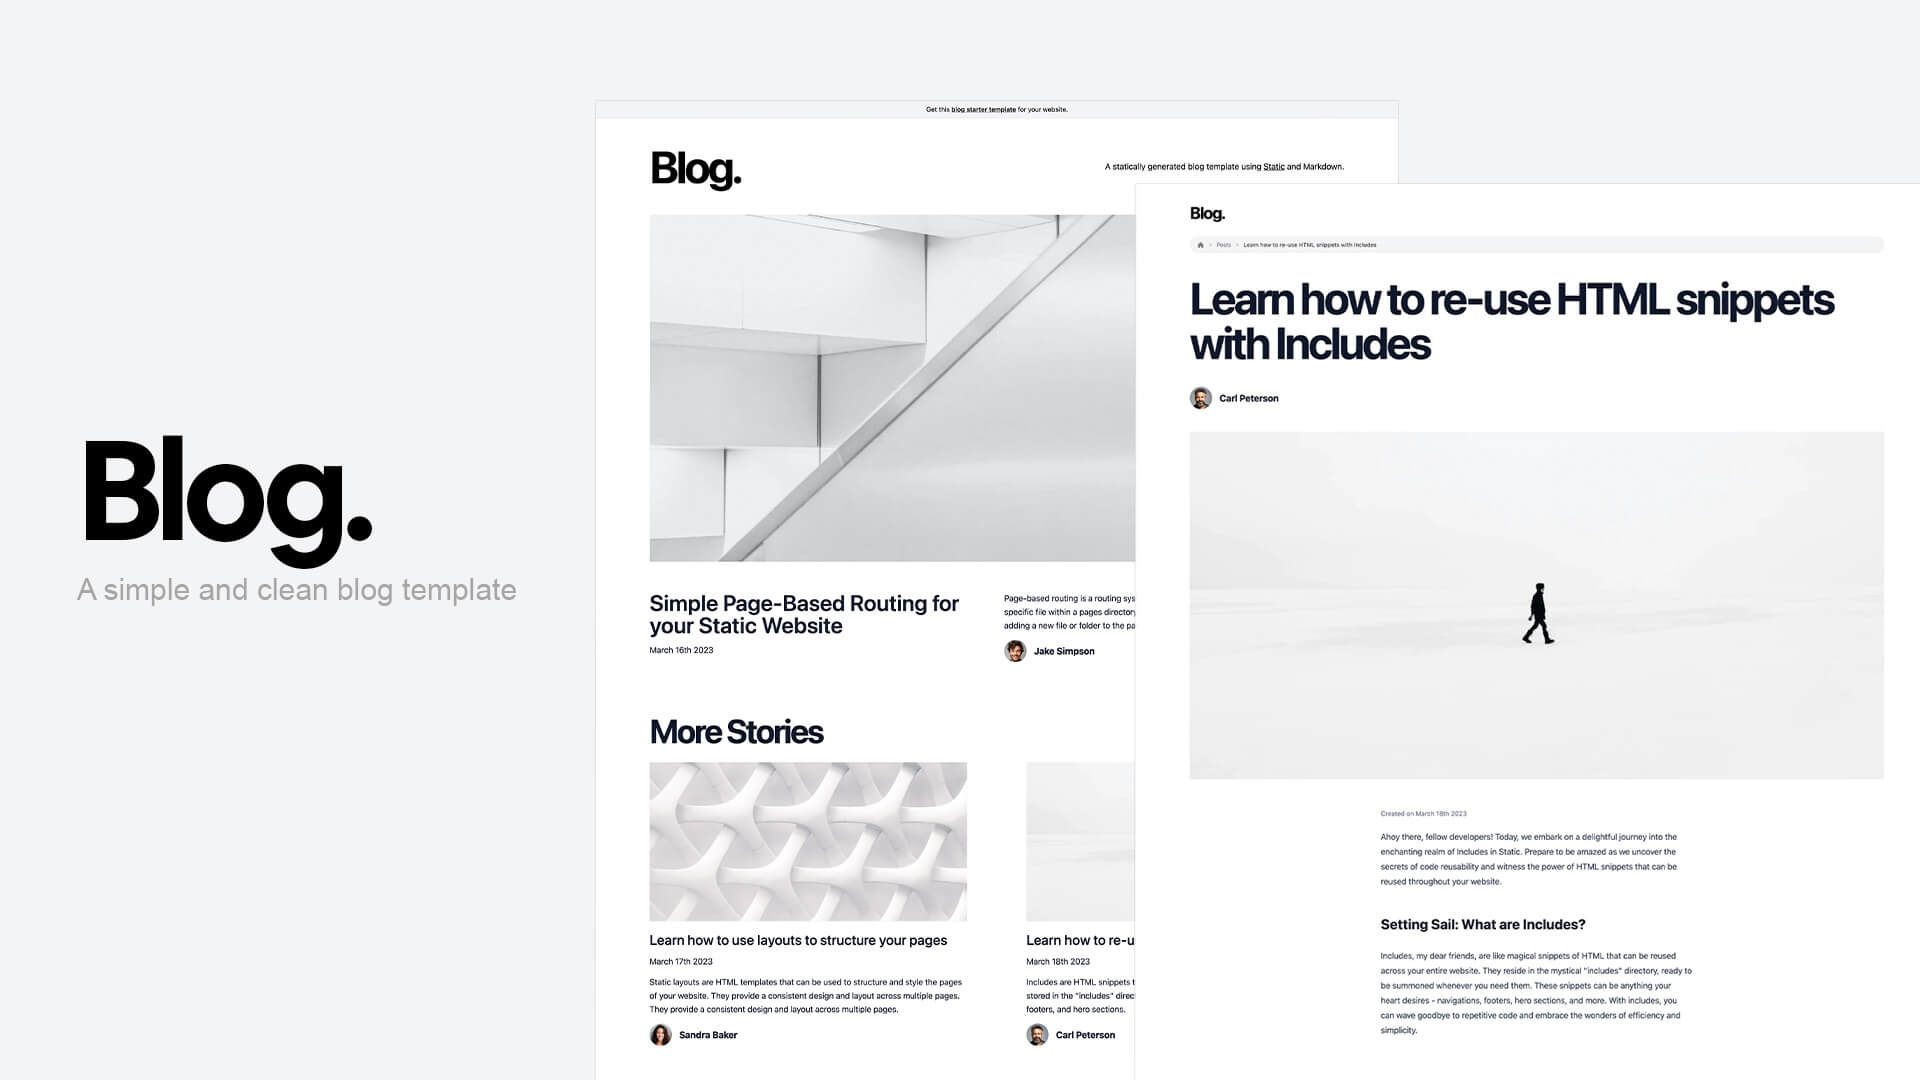 Blog.
A simple and clean blog template
Get this blog starter template for your website.
Blog.
A statically generated blog template using Static and Markdown.
Simple Page-Based Routing for
your Static Website
March 16th 2023
Page-based routing is a routing sys
specific file within a pages directory
adding a new file or folder to the pa
Jake Simpson
More Stories
Learn how to use layouts to structure your pages
March 17th 2023
Static layouts are HTML templates that can be used to structure and style the pages
of your website. They provide a consistent design and layout across multiple pages.
They provide a consistent design and layout across multiple pages.
Sandra Baker
Learn how to re-u
March 18th 2023
Includes are HTML snippets t
stored in the "includes" direc
footers, and hero sections.
Carl Peterson
Blog.
Posts > Learn how to re-use HTML snippets with Includes
Learn how to re-use HTML snippets
with Includes
Carl Peterson
Created on March 18th 2023
Ahoy there, fellow developers! Today, we embark on a delightful journey into the
enchanting realm of Includes in Static. Prepare to be amazed as we uncover the
secrets of code reusability and witness the power of HTML snippets that can be
reused throughout your website.
Setting Sail: What are Includes?
Includes, my dear friends, are like magical snippets of HTML that can be reused
across your entire website. They reside in the mystical "includes" directory, ready to
be summoned whenever you need them. These snippets can be anything your
heart desires - navigations, footers, hero sections, and more. With includes, you
can wave goodbye to repetitive code and embrace the wonders of efficiency and
simplicity.